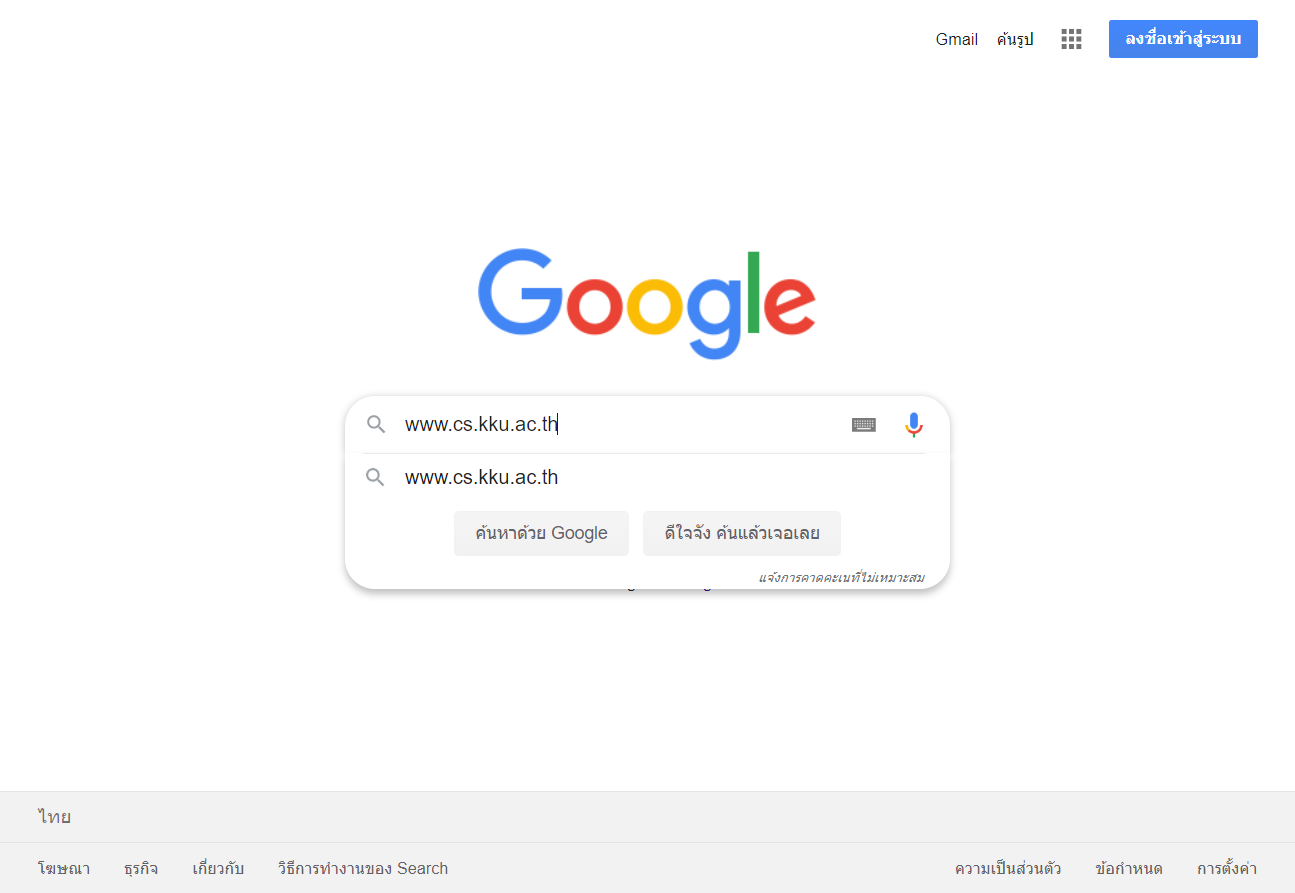 Gmail ค้นรูป ลงชื่อเข้าสู่ระบบ
Google
www.cs.kku.ac.th
www.cs.kku.ac.th
ค้นหาด้วย Google ดีใจจัง ค้นแล้วเจอเลย
แจ้งการคาดคะเนที่ไม่เหมาะสม
ไทย
โฆษณา ธุรกิจ เกี่ยวกับ วิธีการทำงานของ Search ความเป็นส่วนตัว ข้อกำหนด การตั้งค่า